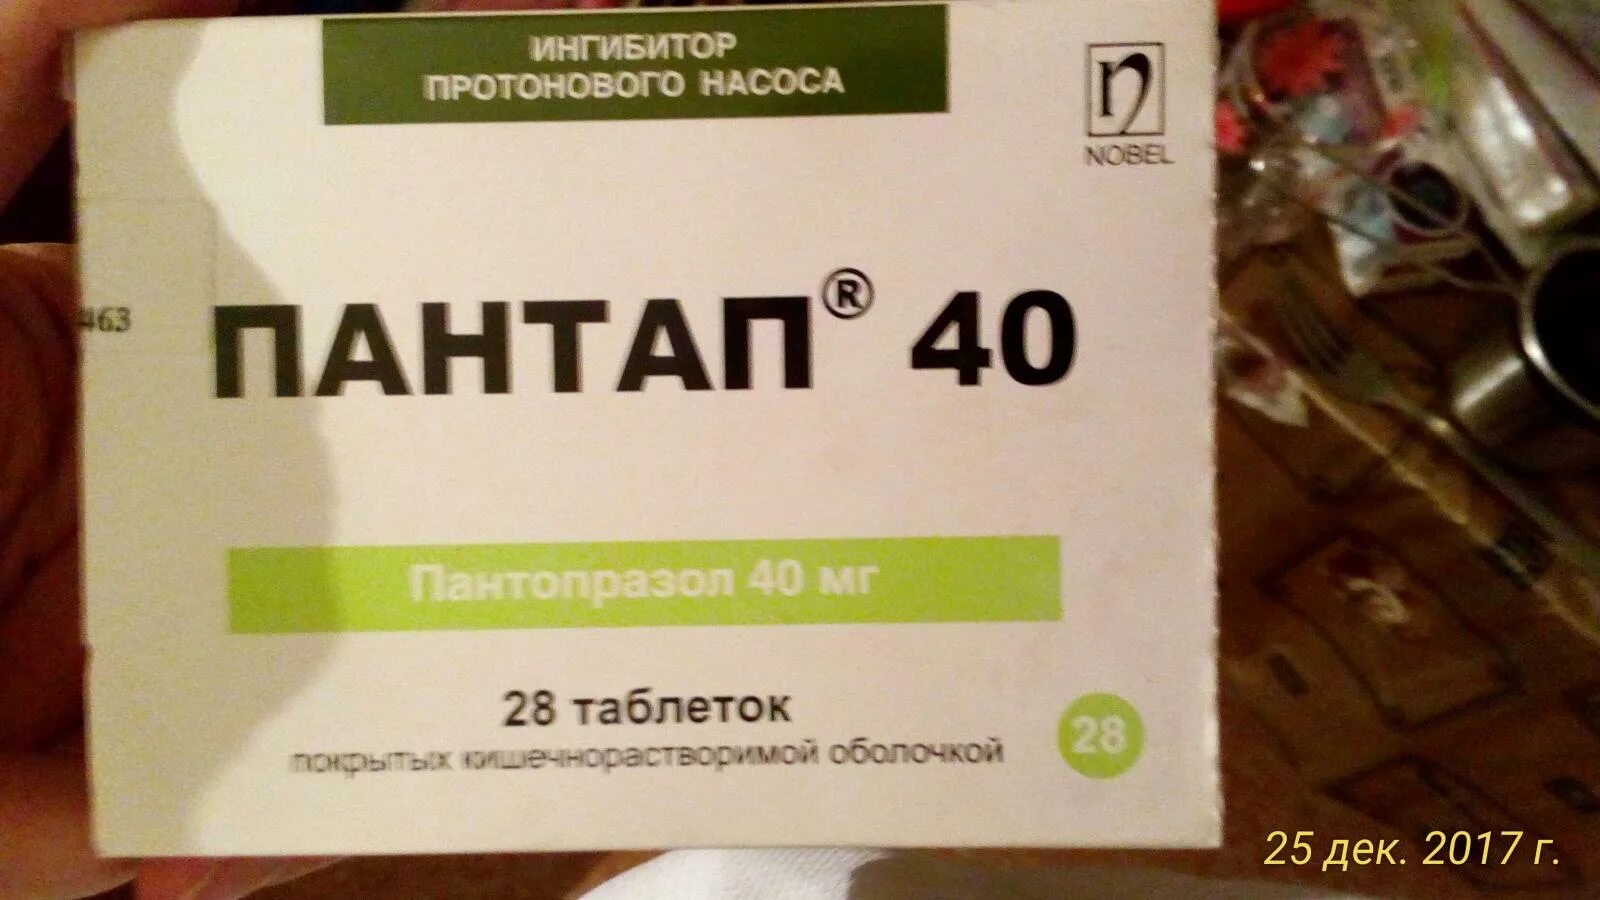 ИНГИБИТОР
ПРОТОНОВОГО НАСОСА
NOBEL
463
ПАНТАП® 40
Пантопразол 40 мг
28 таблеток
покрытых кишечнорастворимой оболочкой
28
25 дек. 2017 г.